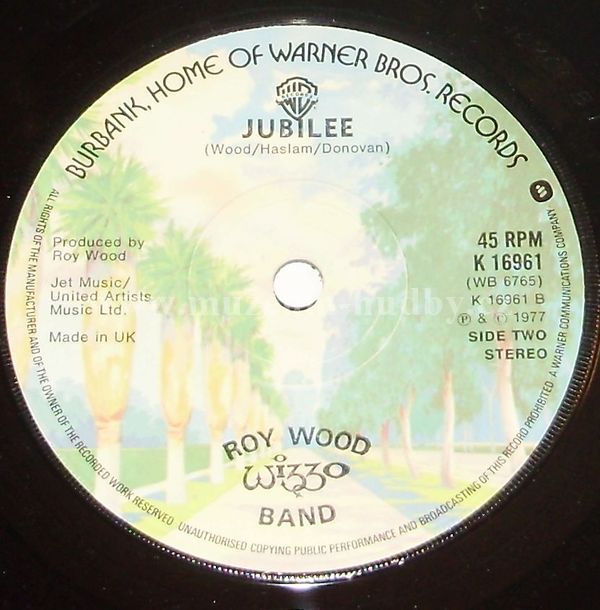 BURBANK, HOME OF WARNER BROS. RECORDS
JUBILEE
(Wood/Haslam/Donovan)
Produced by
Roy Wood
Jet Music/
United Artists
Music Ltd.
Made in UK
45 RPM
K 16961
(WB 6765)
K 16961 B
℗ & © 1977
SIDE TWO
STEREO
ROY WOOD
wizzo
BAND
ALL RIGHTS OF THE MANUFACTURER AND OF THE OWNER OF THE RECORDED WORK RESERVED UNAUTHORISED COPYING PUBLIC PERFORMANCE AND BROADCASTING OF THIS RECORD PROHIBITED A WARNER COMMUNICATIONS COMPANY